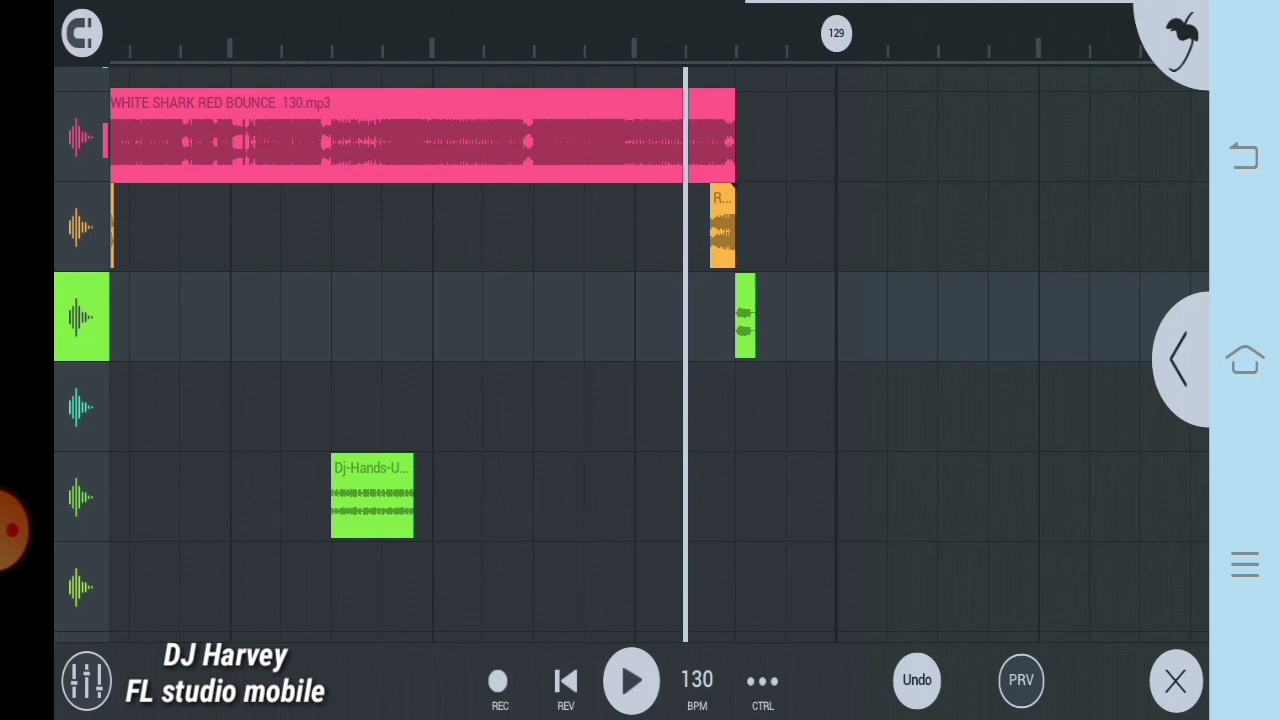 129
WHITE SHARK RED BOUNCE 130.mp3
R...
Dj-Hands-U...
DJ Harvey
FL studio mobile
REC
REV
130
BPM
CTRL
Undo
PRV